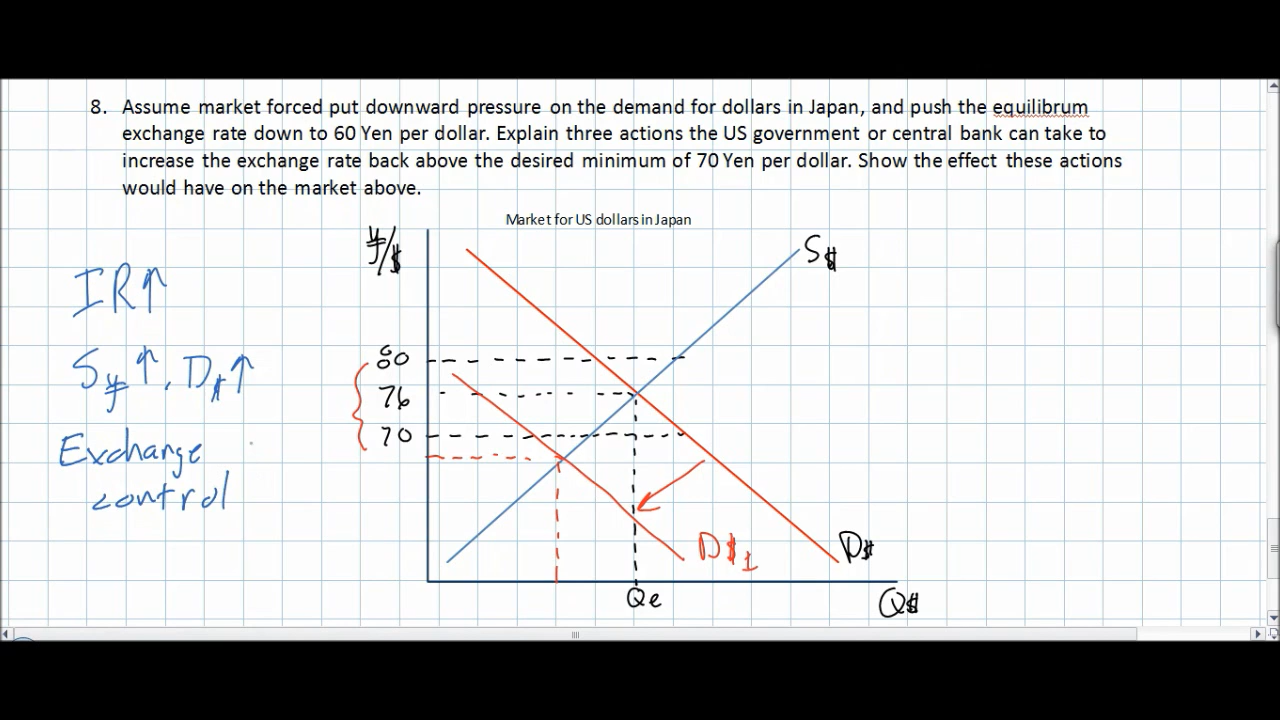 8. Assume market forced put downward pressure on the demand for dollars in Japan, and push the equilibrum
exchange rate down to 60 Yen per dollar. Explain three actions the US government or central bank can take to
increase the exchange rate back above the desired minimum of 70 Yen per dollar. Show the effect these actions
would have on the market above.
Market for US dollars in Japan
¥/$
S$
IR↑
80
S¥↑, D$↑
76
70
Exchange
control
D$1
D$
Qe
Q$